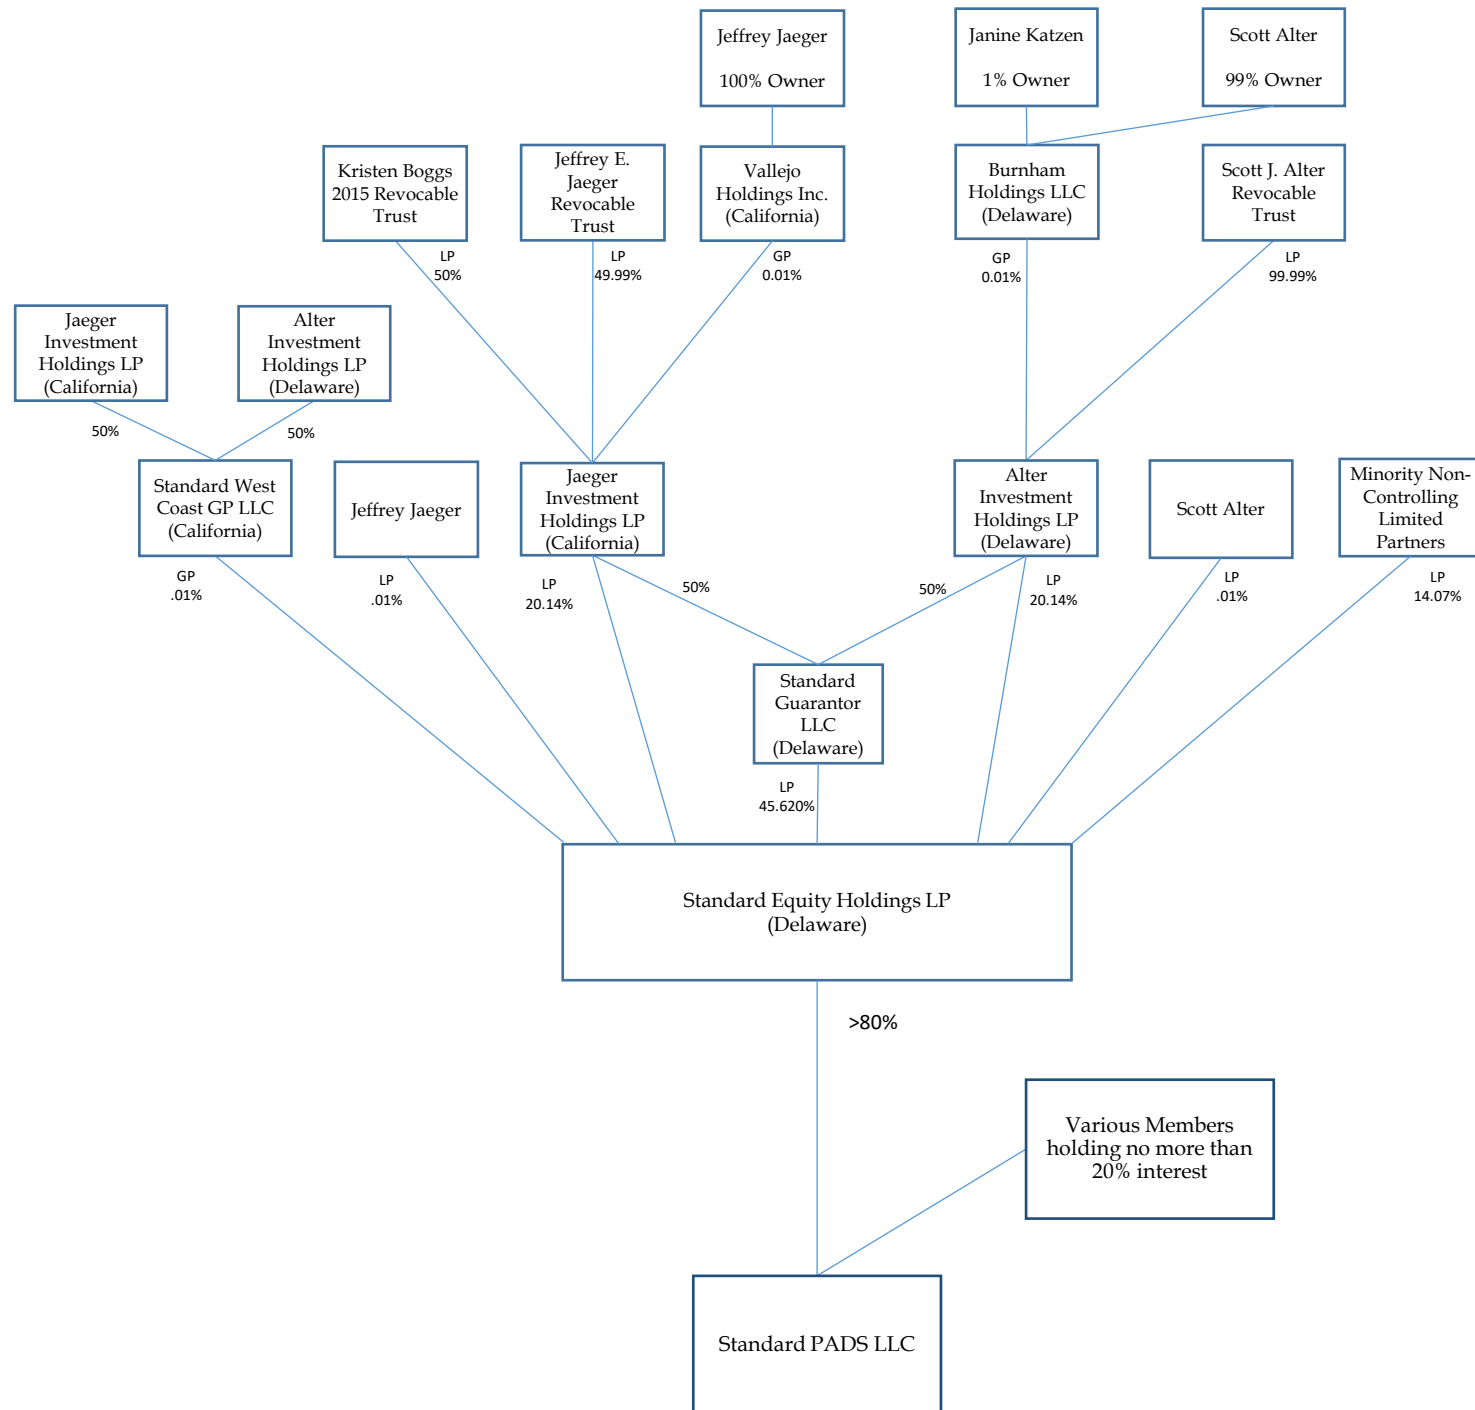 Jeffrey Jaeger
100% Owner
Janine Katzen
1% Owner
Scott Alter
99% Owner
Kristen Boggs
2015 Revocable
Trust
Jeffrey E.
Jaeger
Revocable
Trust
Vallejo
Holdings Inc.
(California)
Burnham
Holdings LLC
(Delaware)
Scott J. Alter
Revocable
Trust
LP
50%
LP
49.99%
GP
0.01%
GP
0.01%
LP
99.99%
Jaeger
Investment
Holdings LP
(California)
Alter
Investment
Holdings LP
(Delaware)
50%
50%
Standard West
Coast GP LLC
(California)
Jeffrey Jaeger
Jaeger
Investment
Holdings LP
(California)
Alter
Investment
Holdings LP
(Delaware)
Scott Alter
Minority Non-
Controlling
Limited
Partners
GP
.01%
LP
.01%
LP
20.14%
50%
50%
LP
20.14%
LP
.01%
LP
14.07%
Standard
Guarantor
LLC
(Delaware)
LP
45.620%
Standard Equity Holdings LP
(Delaware)
>80%
Various Members
holding no more than
20% interest
Standard PADS LLC